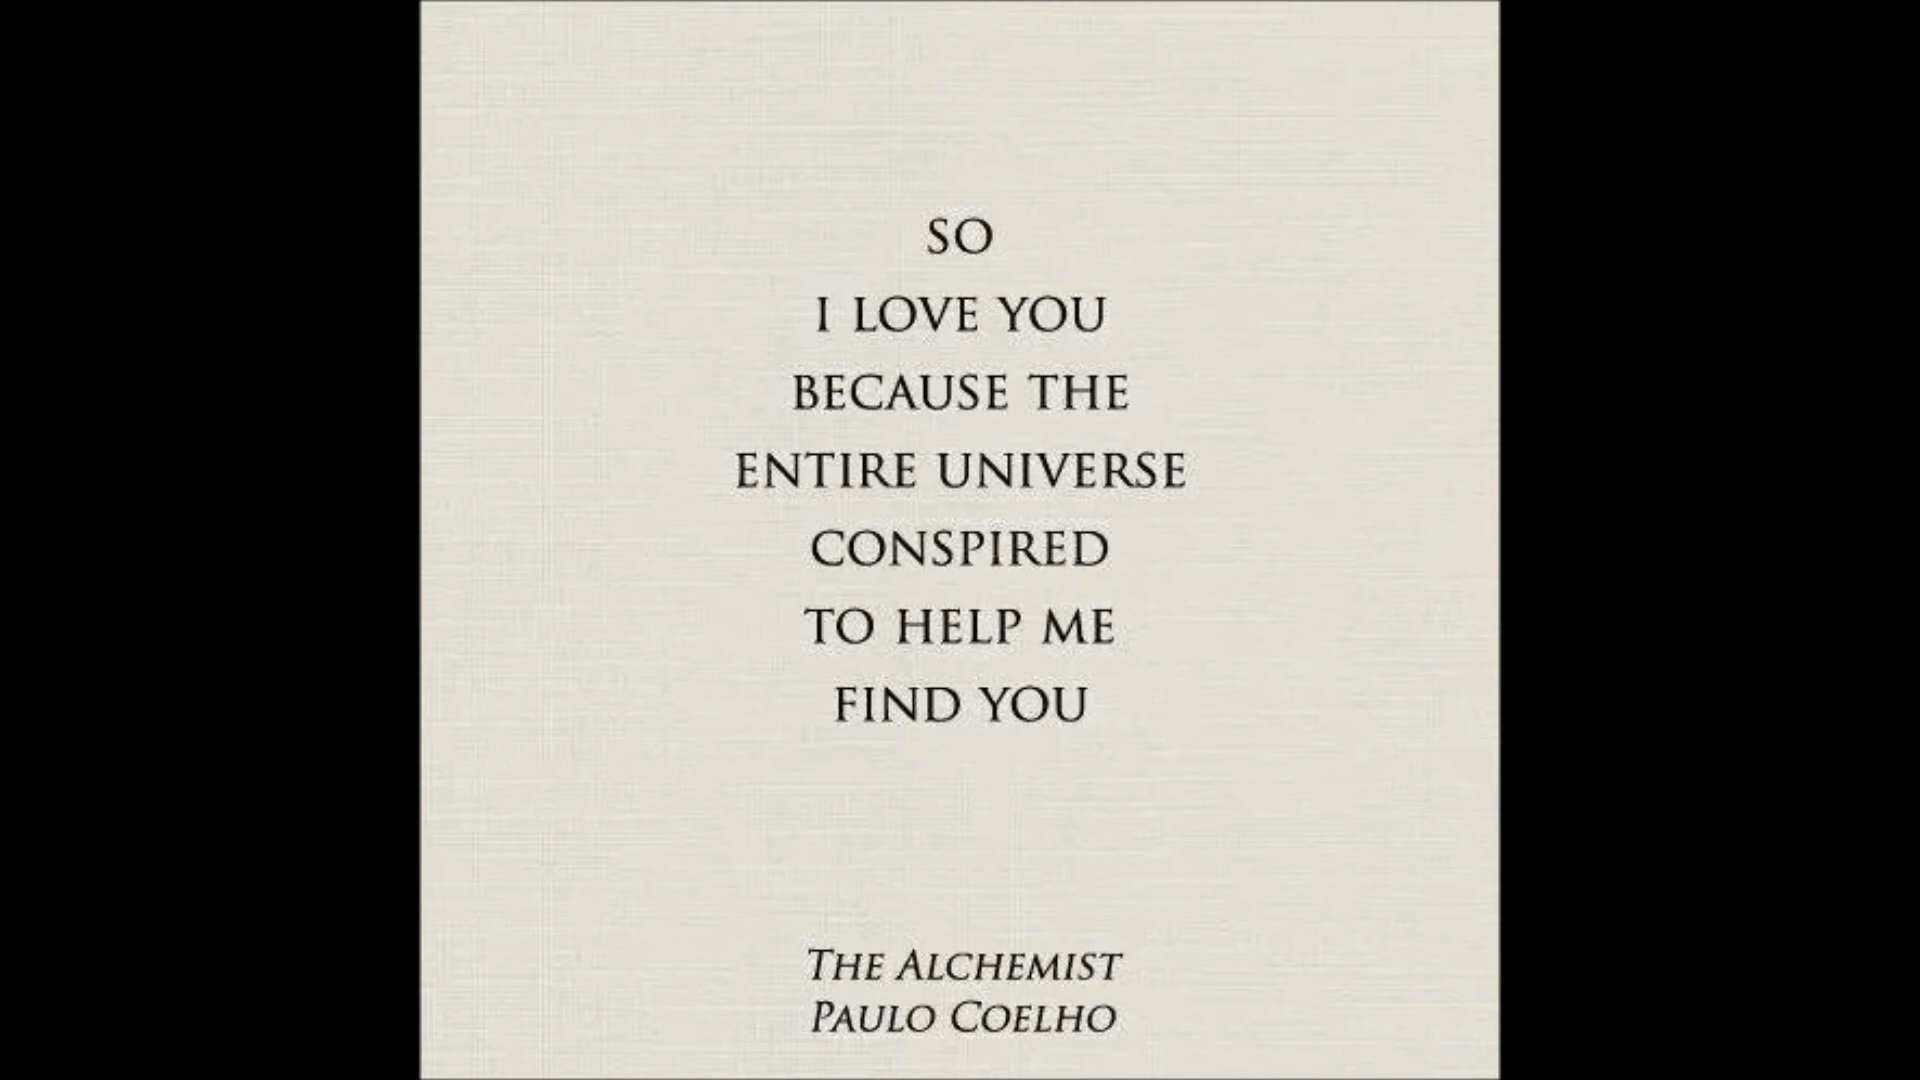 SO
I LOVE YOU
BECAUSE THE
ENTIRE UNIVERSE
CONSPIRED
TO HELP ME
FIND YOU
THE ALCHEMIST
PAULO COELHO